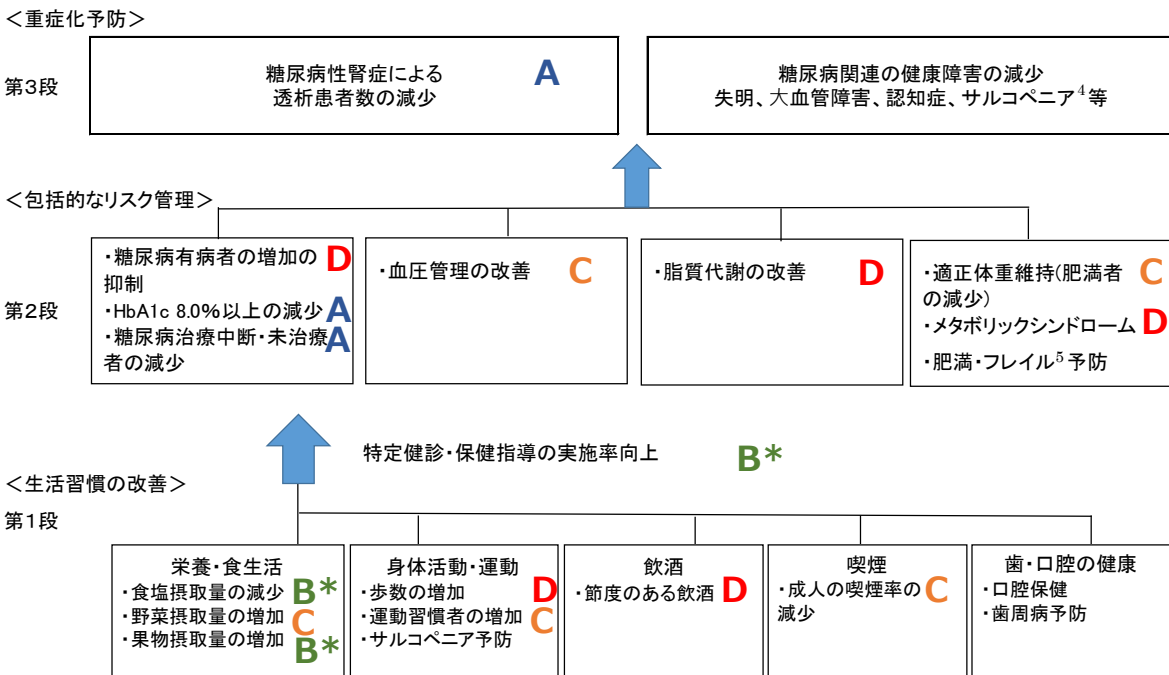 ＜重症化予防＞
第3段
糖尿病性腎症による
透析患者数の減少
A
糖尿病関連の健康障害の減少
失明、大血管障害、認知症、サルコペニア4等
＜包括的なリスク管理＞
第2段
・糖尿病有病者の増加の D
抑制
・HbA1c 8.0%以上の減少 A
・糖尿病治療中断・未治療 A
者の減少
・血圧管理の改善 C
・脂質代謝の改善 D
・適正体重維持(肥満者 C
の減少)
・メタボリックシンドローム D
・肥満・フレイル5予防
特定健診・保健指導の実施率向上 B*
＜生活習慣の改善＞
第1段
栄養・食生活
・食塩摂取量の減少 B*
・野菜摂取量の増加 C
・果物摂取量の増加 B*
身体活動・運動
・歩数の増加 D
・運動習慣者の増加 C
・サルコペニア予防
飲酒
・節度のある飲酒 D
喫煙
・成人の喫煙率の C
減少
歯・口腔の健康
・口腔保健
・歯周病予防